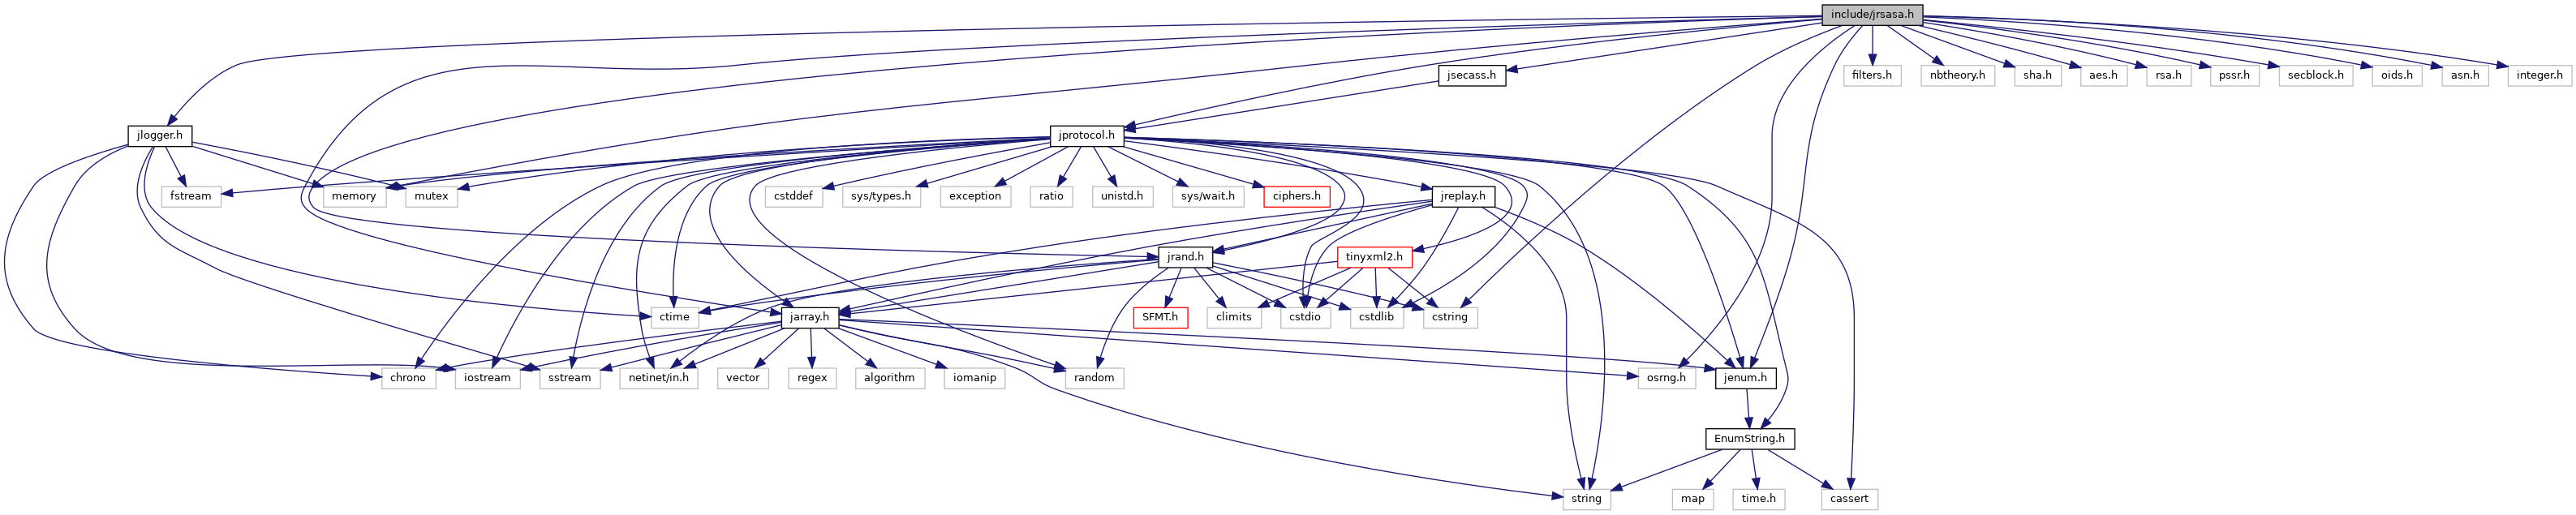 include/jrsasa.h
jsecass.h
filters.h
nbtheory.h
sha.h
aes.h
rsa.h
pssr.h
secblock.h
oids.h
asn.h
integer.h
jlogger.h
jprotocol.h
fstream
memory
mutex
cstddef
sys/types.h
exception
ratio
unistd.h
sys/wait.h
ciphers.h
jreplay.h
jrand.h
tinyxml2.h
ctime
jarray.h
SFMT.h
climits
cstdio
cstdlib
cstring
chrono
iostream
sstream
netinet/in.h
vector
regex
algorithm
iomanip
random
osrng.h
jenum.h
EnumString.h
string
map
time.h
cassert